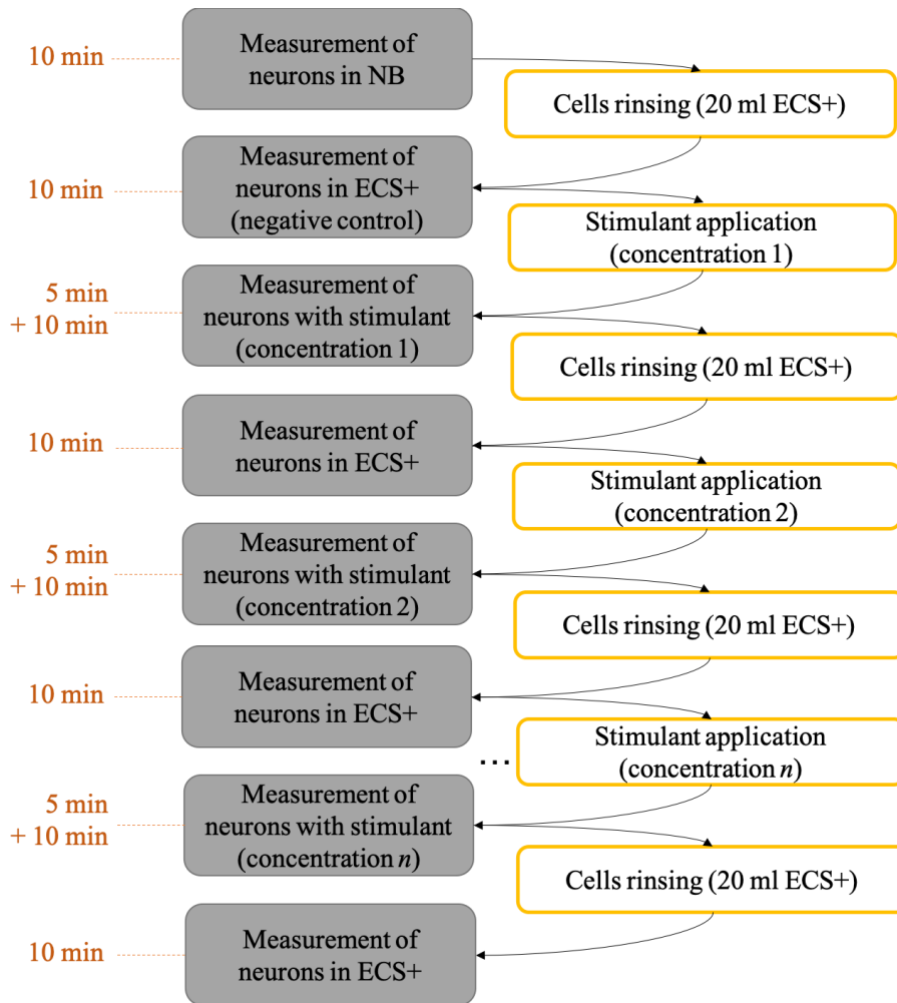 10 min
Measurement of
neurons in NB
Cells rinsing (20 ml ECS+)
10 min
Measurement of
neurons in ECS+
(negative control)
Stimulant application
(concentration 1)
5 min
+ 10 min
Measurement of
neurons with stimulant
(concentration 1)
Cells rinsing (20 ml ECS+)
10 min
Measurement of
neurons in ECS+
Stimulant application
(concentration 2)
5 min
+ 10 min
Measurement of
neurons with stimulant
(concentration 2)
Cells rinsing (20 ml ECS+)
10 min
Measurement of
neurons in ECS+
...
Stimulant application
(concentration n)
5 min
+ 10 min
Measurement of
neurons with stimulant
(concentration n)
Cells rinsing (20 ml ECS+)
10 min
Measurement of
neurons in ECS+